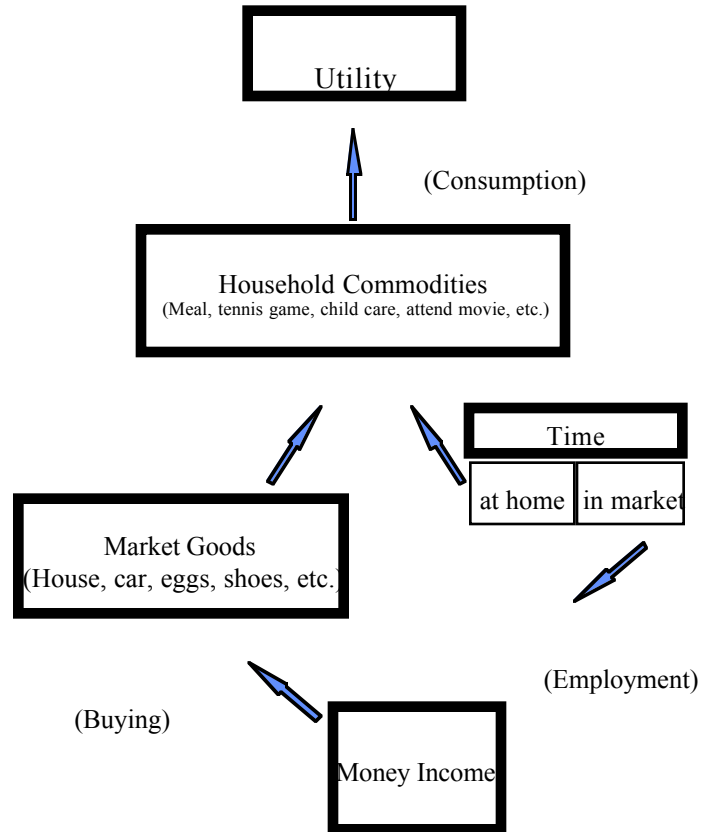 Utility
(Consumption)
Household Commodities
(Meal, tennis game, child care, attend movie, etc.)
Time
at home
in market
Market Goods
(House, car, eggs, shoes, etc.)
(Employment)
(Buying)
Money Income